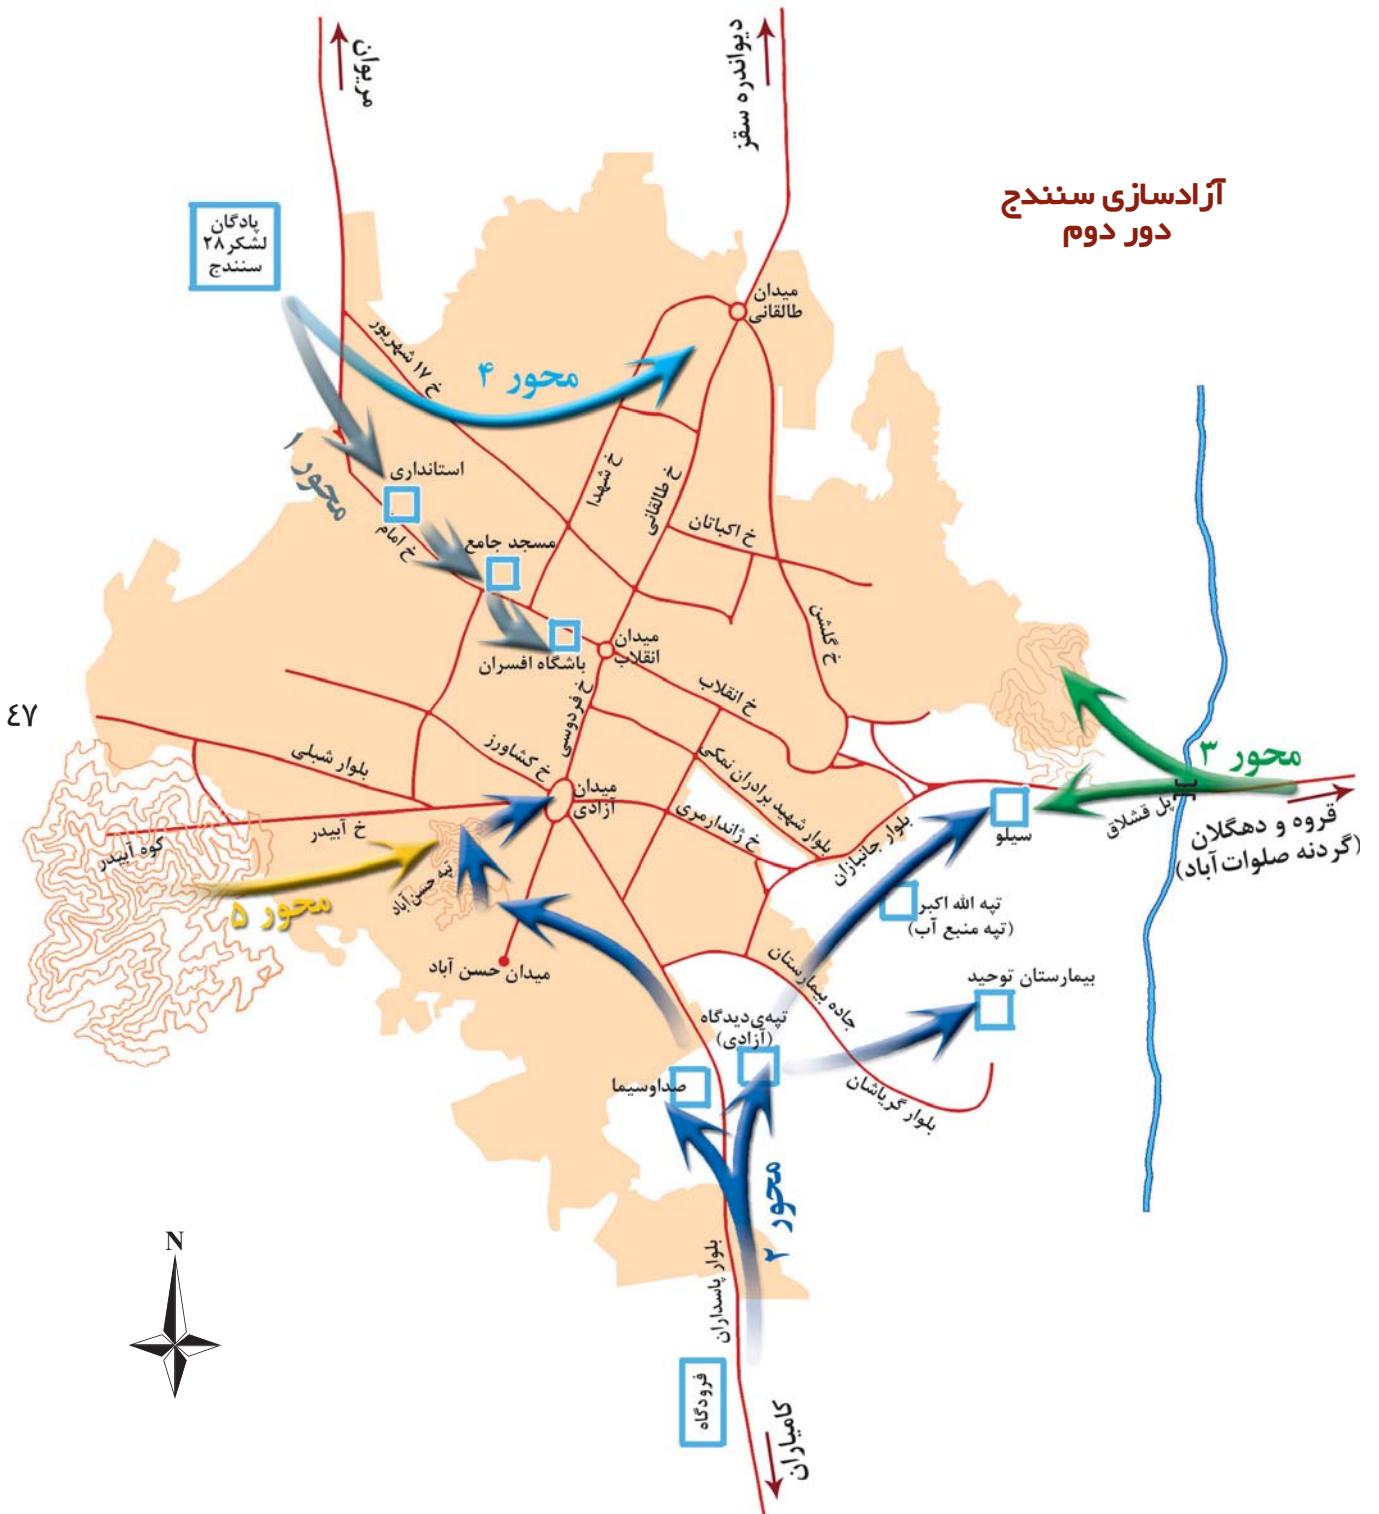 آزادسازی سنندج
دور دوم
مریوان
دیواندره سقز
پادگان
لشکر ۲۸
سنندج
میدان
طالقانی
خ ۱۷ شهریور
محور ۴
محور ۱
استانداری
خ امام
مسجد جامع
خ شهدا
خ طالقانی
خ اکباتان
خ گلشن
باشگاه افسران
میدان
انقلاب
خ انقلاب
خ فردوسی
خ کشاورز
بلوار شبلی
٤٧
میدان
آزادی
بلوار شهید برادران نمکی
خ ژاندارمری
بلوار جانبازان
محور ۳
پل قشلاق
سیلو
قروه و دهگلان
(گردنه صلوات آباد)
خ آبیدر
کوه آبیدر
تپه حسن آباد
محور ۵
میدان حسن آباد
تپه الله اکبر
(تپه منبع آب)
جاده بیمارستان
بیمارستان توحید
تپه‌ی دیدگاه
(آزادی)
صداوسیما
بلوار گریاشان
محور ۲
بلوار پاسداران
N
فرودگاه
کامیاران